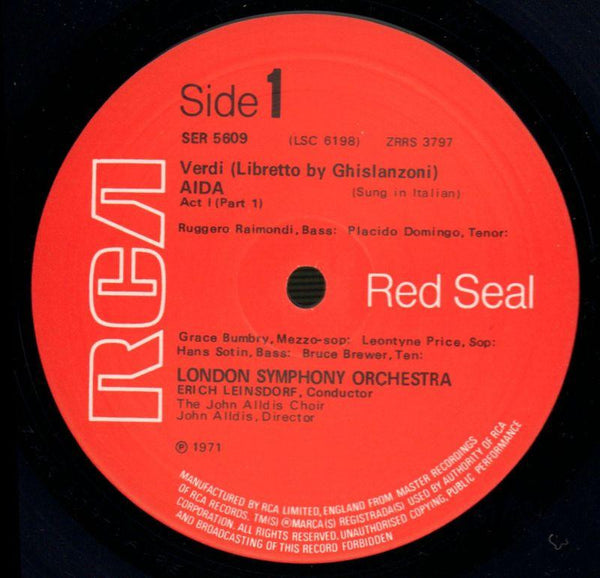 Side 1
SER 5609 (LSC 6198) ZRRS 3797
Verdi (Libretto by Ghislanzoni)
AIDA (Sung in Italian)
Act I (Part 1)
Ruggero Raimondi, Bass: Placido Domingo, Tenor:
RCA
Red Seal
Grace Bumbry, Mezzo-sop: Leontyne Price, Sop:
Hans Sotin, Bass: Bruce Brewer, Ten:
LONDON SYMPHONY ORCHESTRA
ERICH LEINSDORF, Conductor
The John Alldis Choir
John Alldis, Director
℗ 1971
MANUFACTURED BY RCA LIMITED, ENGLAND FROM MASTER RECORDINGS
OF RCA RECORDS. TM(S) ® MARCA(S) REGISTRADA(S) USED BY AUTHORITY OF RCA
CORPORATION. ALL RIGHTS RESERVED. UNAUTHORISED COPYING, PUBLIC PERFORMANCE
AND BROADCASTING OF THIS RECORD FORBIDDEN